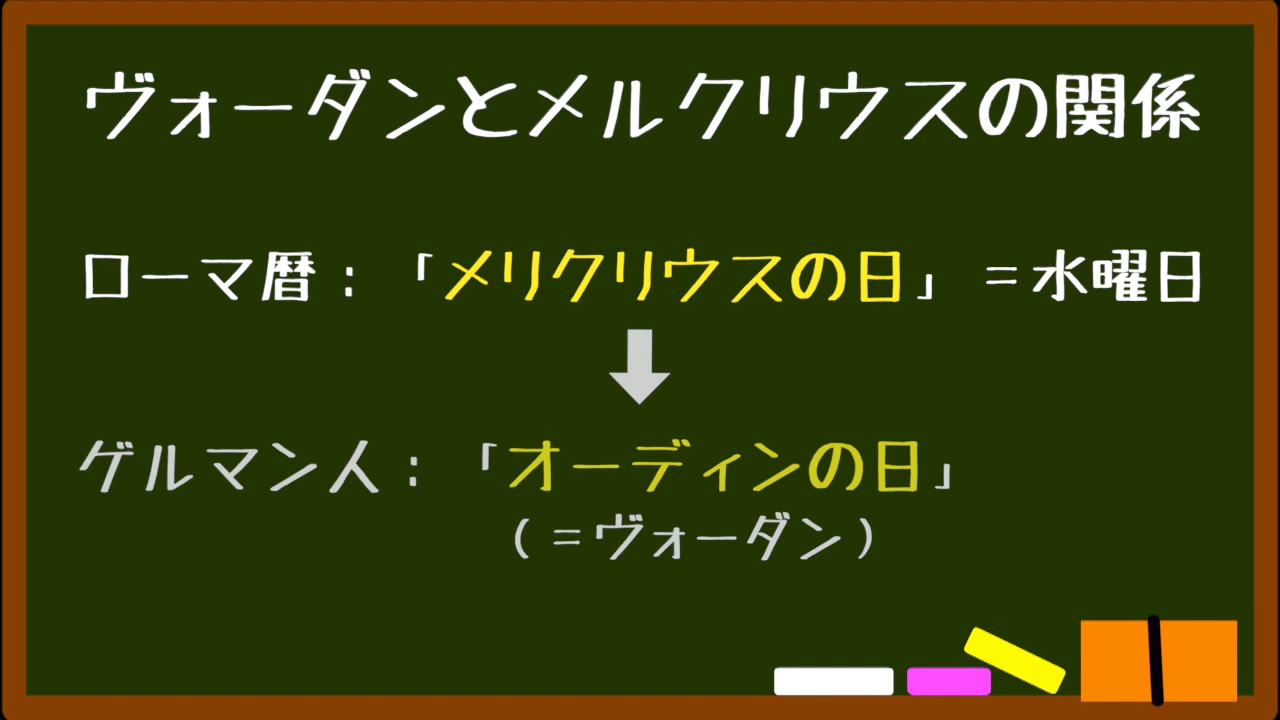 ヴォーダンとメルクリウスの関係
ローマ暦：「メリクリウスの日」＝水曜日
ゲルマン人：「オーディンの日」
（＝ヴォーダン）